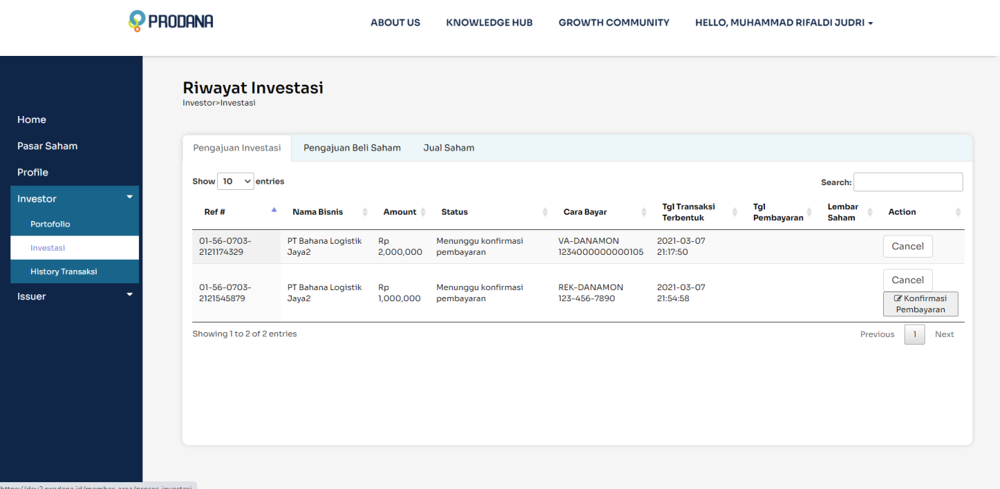 PRODANA
ABOUT US
KNOWLEDGE HUB
GROWTH COMMUNITY
HELLO, MUHAMMAD RIFALDI JUDRI
Home
Pasar Saham
Profile
Investor
Portofolio
Investasi
History Transaksi
Issuer
Riwayat Investasi
Investor>Investasi
Pengajuan Investasi
Pengajuan Beli Saham
Jual Saham
Show 10 entries
Search:
Ref #
Nama Bisnis
Amount
Status
Cara Bayar
Tgl Transaksi
Terbentuk
Tgl
Pembayaran
Lembar
Saham
Action
01-56-0703-
2121174329
PT Bahana Logistik
Jaya2
Rp
2,000,000
Menunggu konfirmasi
pembayaran
VA-DANAMON
1234000000000105
2021-03-07
21:17:50
Cancel
01-56-0703-
2121545879
PT Bahana Logistik
Jaya2
Rp
1,000,000
Menunggu konfirmasi
pembayaran
REK-DANAMON
123-456-7890
2021-03-07
21:54:58
Cancel
Konfirmasi
Pembayaran
Showing 1 to 2 of 2 entries
Previous
1
Next
https://dev2.prodana.id/member-area/proses-investasi